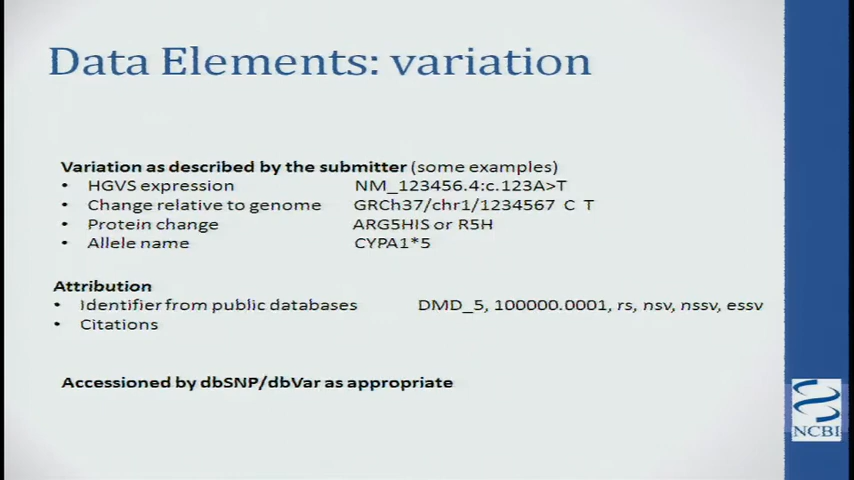 Data Elements: variation
Variation as described by the submitter (some examples)
• HGVS expression NM_123456.4:c.123A>T
• Change relative to genome GRCh37/chr1/1234567 C T
• Protein change ARG5HIS or R5H
• Allele name CYPA1*5
Attribution
• Identifier from public databases DMD_5, 100000.0001, rs, nsv, nssv, essv
• Citations
Accessioned by dbSNP/dbVar as appropriate
NCBI